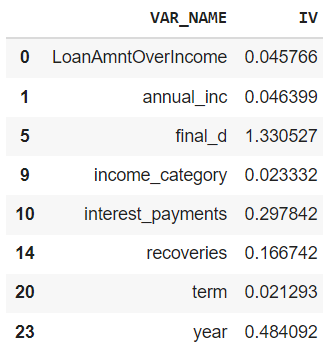 VAR_NAME IV
0 LoanAmntOverIncome 0.045766
1 annual_inc 0.046399
5 final_d 1.330527
9 income_category 0.023332
10 interest_payments 0.297842
14 recoveries 0.166742
20 term 0.021293
23 year 0.484092